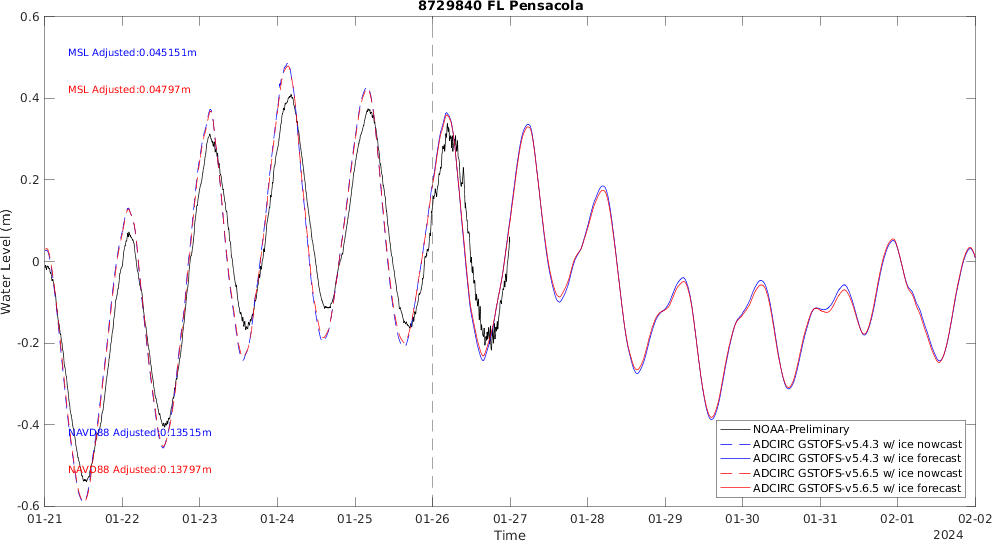 8729840 FL Pensacola
0.6
MSL Adjusted:0.045151m
MSL Adjusted:0.04797m
0.4
0.2
0
-0.2
-0.4
-0.6
Water Level (m)
NAVD88 Adjusted:0.13515m
NAVD88 Adjusted:0.13797m
NOAA-Preliminary
ADCIRC GSTOFS-v5.4.3 w/ ice nowcast
ADCIRC GSTOFS-v5.4.3 w/ ice forecast
ADCIRC GSTOFS-v5.6.5 w/ ice nowcast
ADCIRC GSTOFS-v5.6.5 w/ ice forecast
01-21 01-22 01-23 01-24 01-25 01-26 01-27 01-28 01-29 01-30 01-31 02-01 02-02
Time
2024